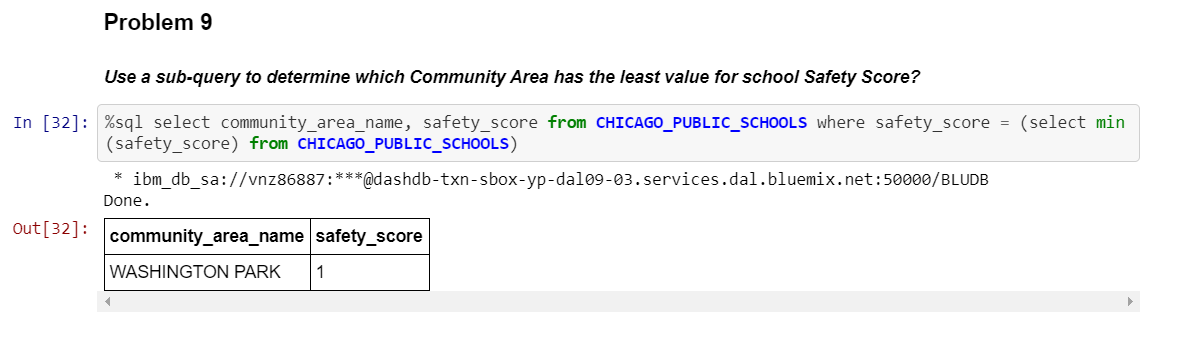 Problem 9
Use a sub-query to determine which Community Area has the least value for school Safety Score?
In [32]: %sql select community_area_name, safety_score from CHICAGO_PUBLIC_SCHOOLS where safety_score = (select min
(safety_score) from CHICAGO_PUBLIC_SCHOOLS)
* ibm_db_sa://vnz86887:***@dashdb-txn-sbox-yp-dal09-03.services.dal.bluemix.net:50000/BLUDB
Done.
Out[32]: community_area_name safety_score
WASHINGTON PARK 1